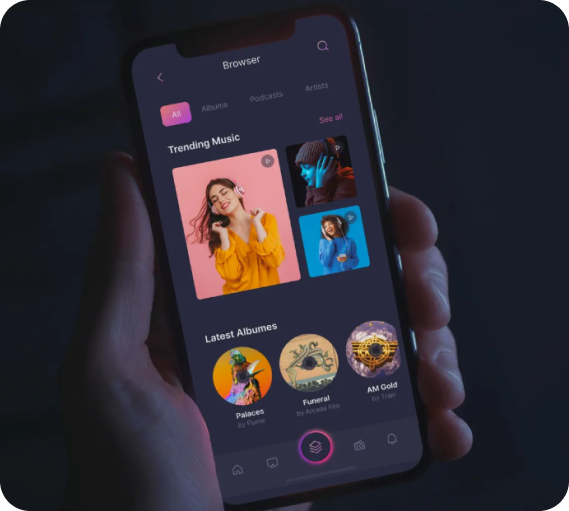 Browser
All Albums Podcasts Artists
Trending Music See all
Latest Albumes
Palaces Funeral AM Gold
by Flume by Arcade Fire by Train